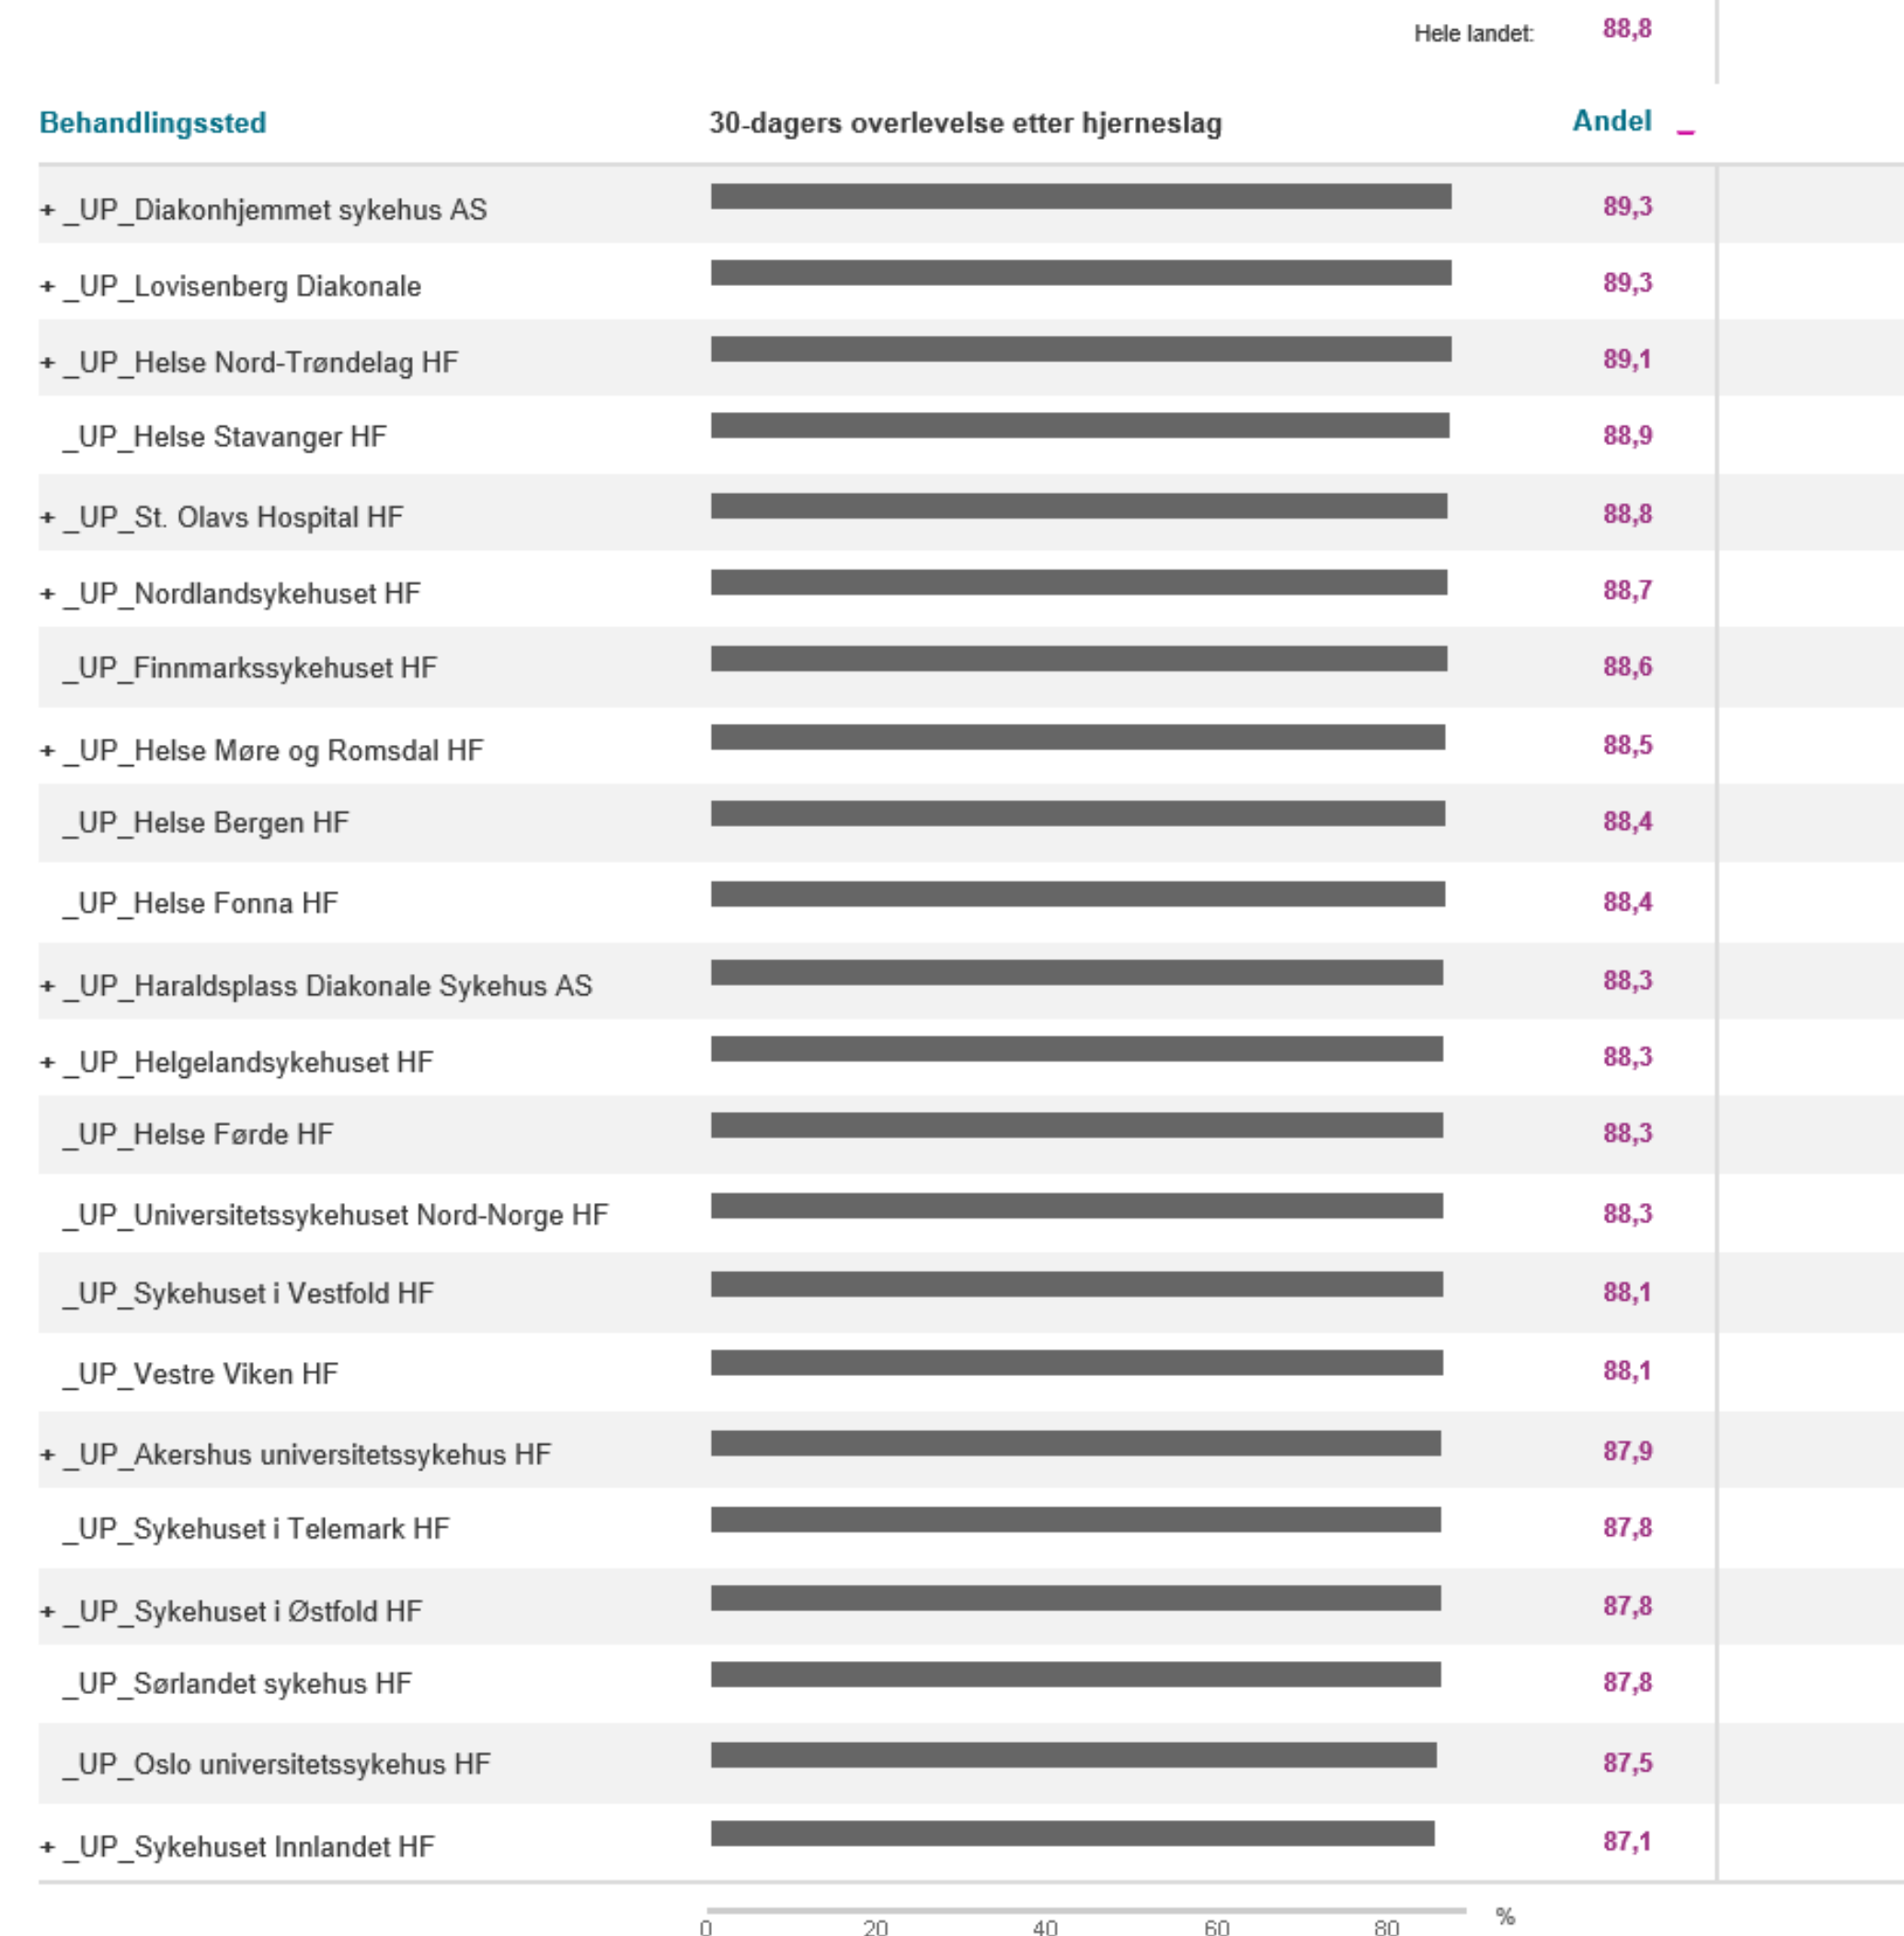 Hele landet: 88,8
Behandlingssted 30-dagers overlevelse etter hjerneslag Andel
+ _UP_Diakonhjemmet sykehus AS 89,3
+ _UP_Lovisenberg Diakonale 89,3
+ _UP_Helse Nord-Trøndelag HF 89,1
_UP_Helse Stavanger HF 88,9
+ _UP_St. Olavs Hospital HF 88,8
+ _UP_Nordlandsykehuset HF 88,7
_UP_Finnmarkssykehuset HF 88,6
+ _UP_Helse Møre og Romsdal HF 88,5
_UP_Helse Bergen HF 88,4
_UP_Helse Fonna HF 88,4
+ _UP_Haraldsplass Diakonale Sykehus AS 88,3
+ _UP_Helgelandsykehuset HF 88,3
_UP_Helse Førde HF 88,3
_UP_Universitetssykehuset Nord-Norge HF 88,3
_UP_Sykehuset i Vestfold HF 88,1
_UP_Vestre Viken HF 88,1
+ _UP_Akershus universitetssykehus HF 87,9
_UP_Sykehuset i Telemark HF 87,8
+ _UP_Sykehuset i Østfold HF 87,8
_UP_Sørlandet sykehus HF 87,8
_UP_Oslo universitetssykehus HF 87,5
+ _UP_Sykehuset Innlandet HF 87,1
0 20 40 60 80 %